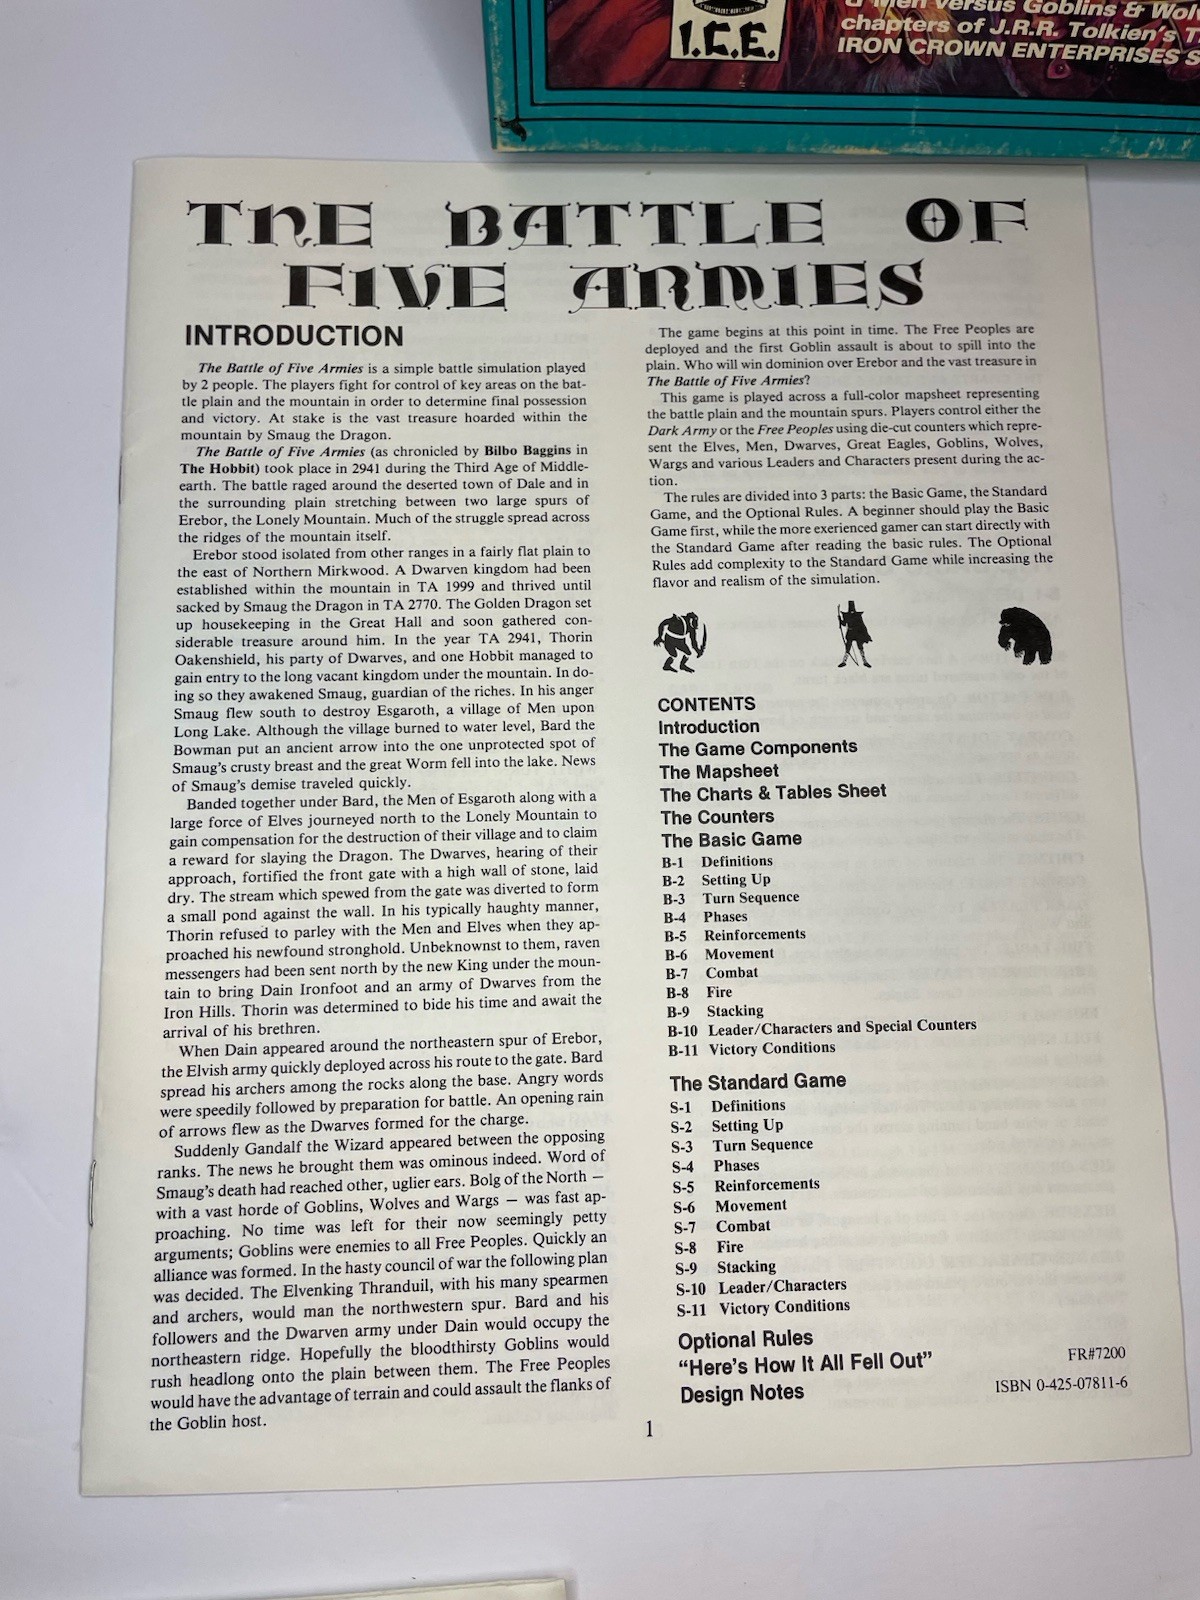 I.C.E.
& Men versus Goblins &
chapters of J.R.R. Tolkien's
IRON CROWN ENTERPRISES
THE BATTLE OF
FIVE ARMIES
INTRODUCTION
The Battle of Five Armies is a simple battle simulation played
by 2 people. The players fight for control of key areas on the bat-
tle plain and the mountain in order to determine final possession
and victory. At stake is the vast treasure hoarded within the
mountain by Smaug the Dragon.
The Battle of Five Armies (as chronicled by Bilbo Baggins in
The Hobbit) took place in 2941 during the Third Age of Middle-
earth. The battle raged around the deserted town of Dale and in
the surrounding plain stretching between two large spurs of
Erebor, the Lonely Mountain. Much of the struggle spread across
the ridges of the mountain itself.
Erebor stood isolated from other ranges in a fairly flat plain to
the east of Northern Mirkwood. A Dwarven kingdom had been
established within the mountain in TA 1999 and thrived until
sacked by Smaug the Dragon in TA 2770. The Golden Dragon set
up housekeeping in the Great Hall and soon gathered con-
siderable treasure around him. In the year TA 2941, Thorin
Oakenshield, his party of Dwarves, and one Hobbit managed to
gain entry to the long vacant kingdom under the mountain. In do-
ing so they awakened Smaug, guardian of the riches. In his anger
Smaug flew south to destroy Esgaroth, a village of Men upon
Long Lake. Although the village burned to water level, Bard the
Bowman put an ancient arrow into the one unprotected spot of
Smaug's crusty breast and the great Worm fell into the lake. News
of Smaug's demise traveled quickly.
Banded together under Bard, the Men of Esgaroth along with a
large force of Elves journeyed north to the Lonely Mountain to
gain compensation for the destruction of their village and to claim
a reward for slaying the Dragon. The Dwarves, hearing of their
approach, fortified the front gate with a high wall of stone, laid
dry. The stream which spewed from the gate was diverted to form
a small pond against the wall. In his typically haughty manner,
Thorin refused to parley with the Men and Elves when they ap-
proached his newfound stronghold. Unbeknownst to them, raven
messengers had been sent north by the new King under the moun-
tain to bring Dain Ironfoot and an army of Dwarves from the
Iron Hills. Thorin was determined to bide his time and await the
arrival of his brethren.
When Dain appeared around the northeastern spur of Erebor,
the Elvish army quickly deployed across his route to the gate. Bard
spread his archers among the rocks along the base. Angry words
were speedily followed by preparation for battle. An opening rain
of arrows flew as the Dwarves formed for the charge.
Suddenly Gandalf the Wizard appeared between the opposing
ranks. The news he brought them was ominous indeed. Word of
Smaug's death had reached other, uglier ears. Bolg of the North —
with a vast horde of Goblins, Wolves and Wargs — was fast ap-
proaching. No time was left for their now seemingly petty
arguments; Goblins were enemies to all Free Peoples. Quickly an
alliance was formed. In the hasty council of war the following plan
was decided. The Elvenking Thranduil, with his many spearmen
and archers, would man the northwestern spur. Bard and his
followers and the Dwarven army under Dain would occupy the
northeastern ridge. Hopefully the bloodthirsty Goblins would
rush headlong onto the plain between them. The Free Peoples
would have the advantage of terrain and could assault the flanks of
the Goblin host.
The game begins at this point in time. The Free Peoples are
deployed and the first Goblin assault is about to spill into the
plain. Who will win dominion over Erebor and the vast treasure in
The Battle of Five Armies?
This game is played across a full-color mapsheet representing
the battle plain and the mountain spurs. Players control either the
Dark Army or the Free Peoples using die-cut counters which repre-
sent the Elves, Men, Dwarves, Great Eagles, Goblins, Wolves,
Wargs and various Leaders and Characters present during the ac-
tion.
The rules are divided into 3 parts: the Basic Game, the Standard
Game, and the Optional Rules. A beginner should play the Basic
Game first, while the more exerienced gamer can start directly with
the Standard Game after reading the basic rules. The Optional
Rules add complexity to the Standard Game while increasing the
flavor and realism of the simulation.
CONTENTS
Introduction
The Game Components
The Mapsheet
The Charts & Tables Sheet
The Counters
The Basic Game
B-1 Definitions
B-2 Setting Up
B-3 Turn Sequence
B-4 Phases
B-5 Reinforcements
B-6 Movement
B-7 Combat
B-8 Fire
B-9 Stacking
B-10 Leader/Characters and Special Counters
B-11 Victory Conditions
The Standard Game
S-1 Definitions
S-2 Setting Up
S-3 Turn Sequence
S-4 Phases
S-5 Reinforcements
S-6 Movement
S-7 Combat
S-8 Fire
S-9 Stacking
S-10 Leader/Characters
S-11 Victory Conditions
Optional Rules
"Here's How It All Fell Out"
Design Notes
FR#7200
ISBN 0-425-07811-6
1